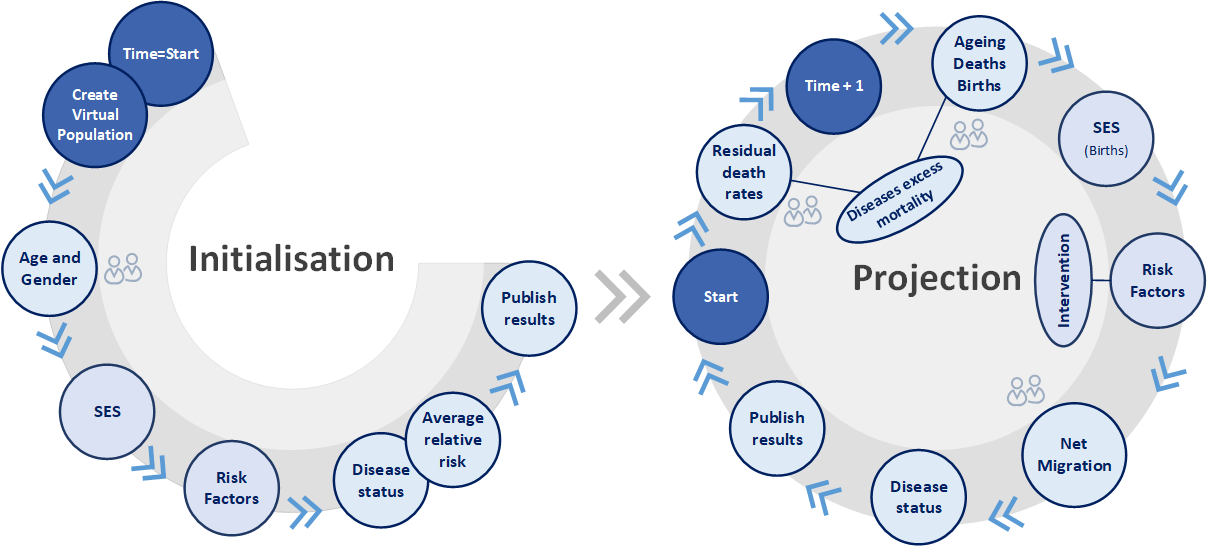 Time=Start
Create
Virtual
Population
Age and
Gender
SES
Risk
Factors
Disease
status
Average
relative
risk
Publish
results
Initialisation
Projection
Start
Residual
death
rates
Time + 1
Ageing
Deaths
Births
Diseases excess
mortality
SES
(Births)
Risk
Factors
Intervention
Net
Migration
Disease
status
Publish
results